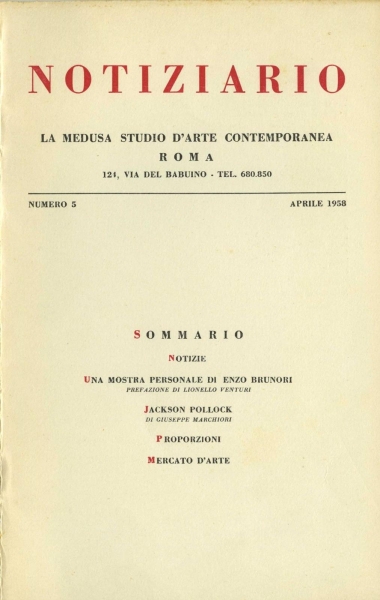 NOTIZIARIO
LA MEDUSA STUDIO D'ARTE CONTEMPORANEA
ROMA
124, VIA DEL BABUINO - TEL. 680.850
NUMERO 5 APRILE 1958
SOMMARIO
NOTIZIE
UNA MOSTRA PERSONALE DI ENZO BRUNORI
PREFAZIONE DI LIONELLO VENTURI
JACKSON POLLOCK
DI GIUSEPPE MARCHIORI
PROPORZIONI
MERCATO D'ARTE